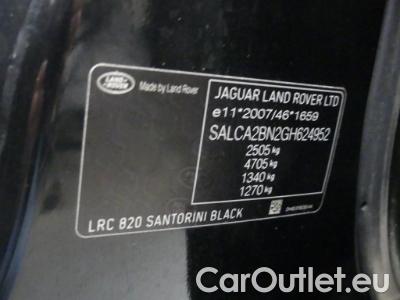 LAND ROVER
Made by Land Rover
JAGUAR LAND ROVER LTD
e11*2007/46*1659
SALCA2BN2GH624952
2505 kg
4705 kg
1340 kg
1270 kg
LRC 820 SANTORINI BLACK
CarOutlet.eu